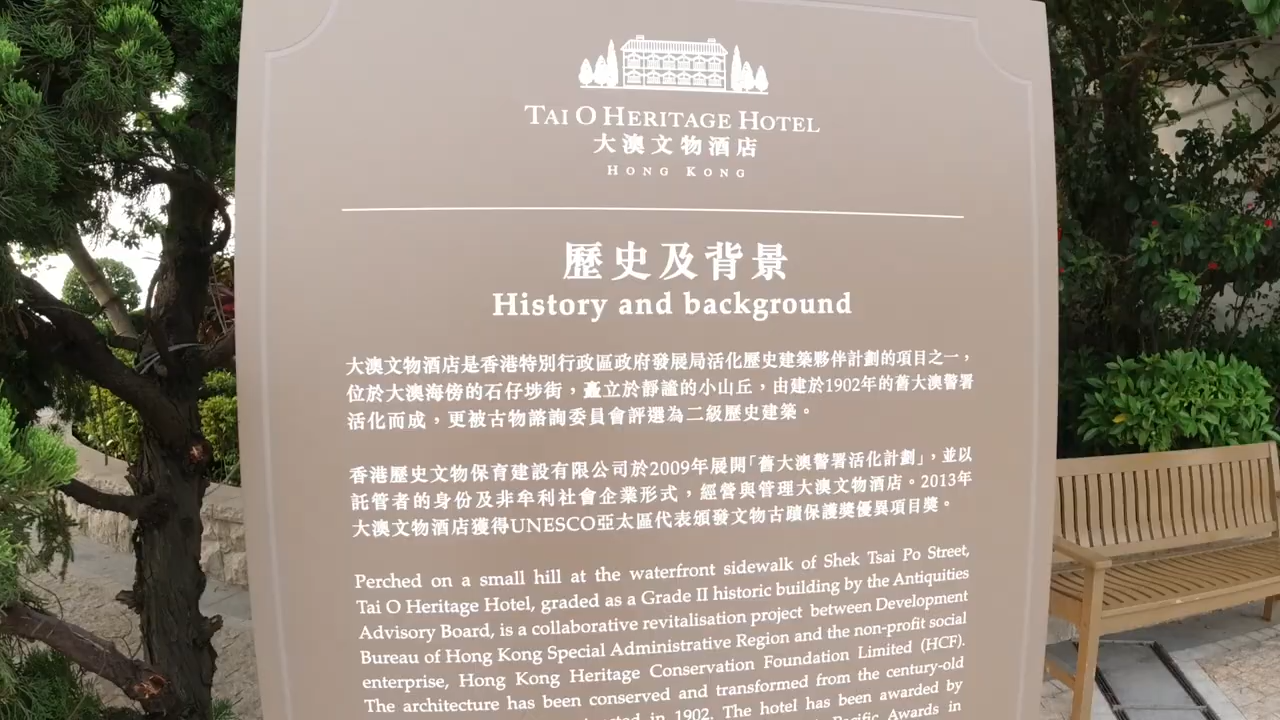 TAI O HERITAGE HOTEL
大澳文物酒店
HONG KONG
歷史及背景
History and background
大澳文物酒店是香港特別行政區政府發展局活化歷史建築夥伴計劃的項目之一，
位於大澳海傍的石仔埗街，矗立於靜謐的小山丘，由建於1902年的舊大澳警署
活化而成，更被古物諮詢委員會評選為二級歷史建築。
香港歷史文物保育建設有限公司於2009年展開「舊大澳警署活化計劃」，並以
託管者的身份及非牟利社會企業形式，經營與管理大澳文物酒店。2013年
大澳文物酒店獲得UNESCO亞太區代表頒發文物古蹟保護獎優異項目獎。
Perched on a small hill at the waterfront sidewalk of Shek Tsai Po Street,
Tai O Heritage Hotel, graded as a Grade II historic building by the Antiquities
Advisory Board, is a collaborative revitalisation project between Development
Bureau of Hong Kong Special Administrative Region and the non-profit social
enterprise, Hong Kong Heritage Conservation Foundation Limited (HCF).
The architecture has been conserved and transformed from the century-old
in 1902. The hotel has been awarded by
Pacific Awards in